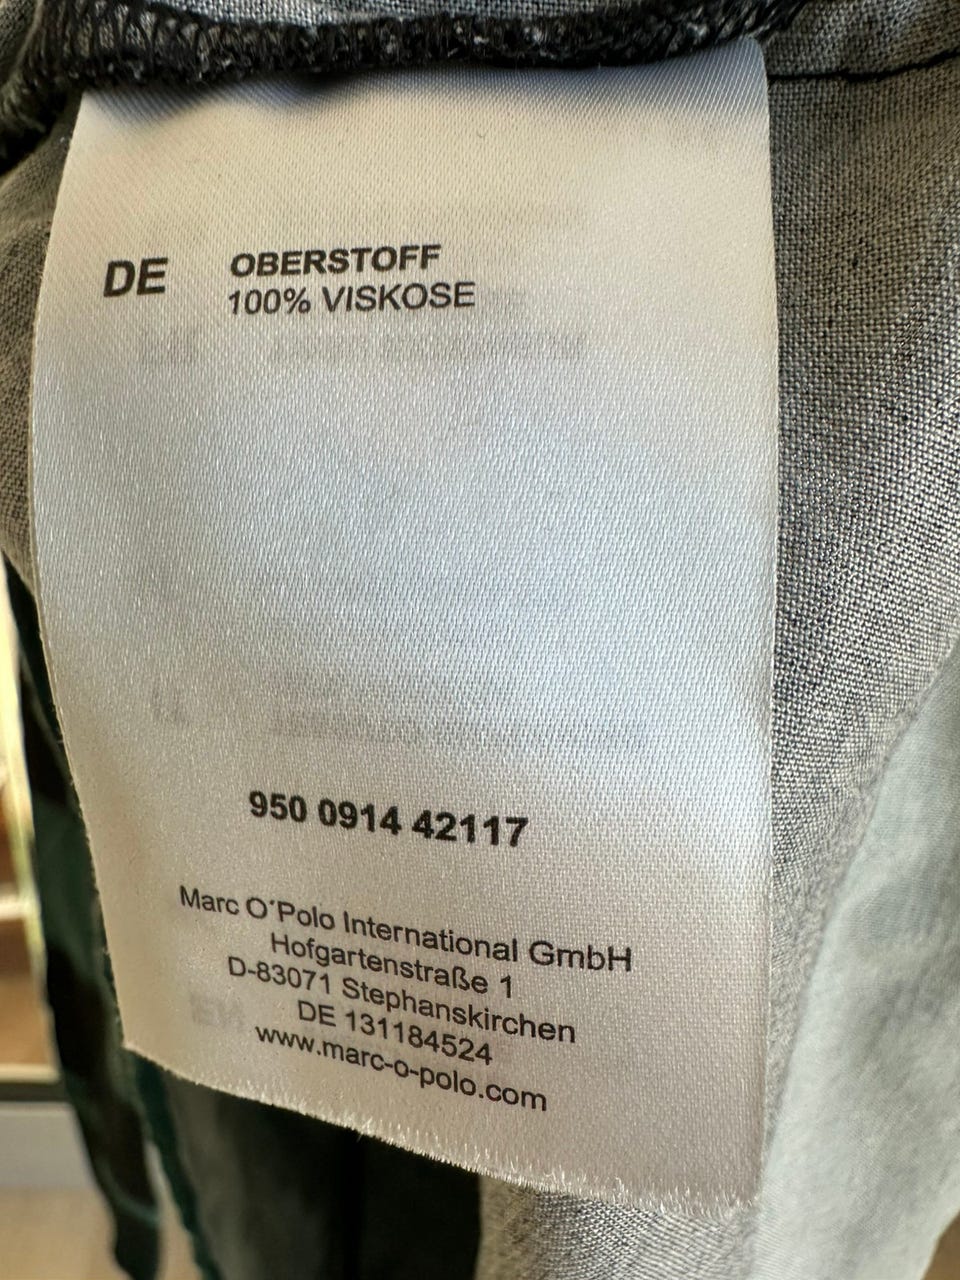 DE OBERSTOFF
100% VISKOSE
950 0914 42117
Marc O´Polo International GmbH
Hofgartenstraße 1
D-83071 Stephanskirchen
DE 131184524
www.marc-o-polo.com